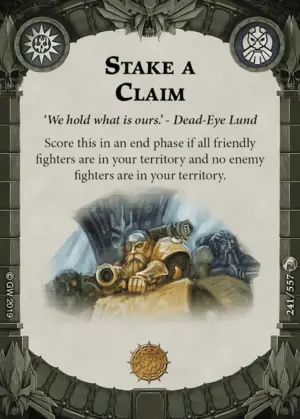 Stake a
Claim
‘We hold what is ours.’ - Dead-Eye Lund
Score this in an end phase if all friendly
fighters are in your territory and no enemy
fighters are in your territory.
© GW 2019
241/557